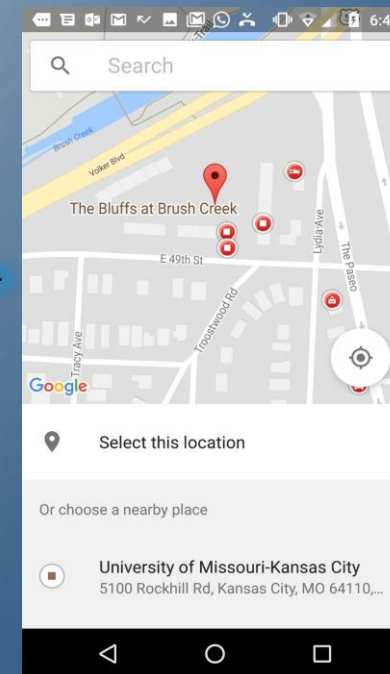 6:4
Search
Brush Creek
Volker Blvd
The Bluffs at Brush Creek
E 49th St
Lydia Ave
The Paseo
Troostwood Rd
Tracy Ave
Google
Select this location
Or choose a nearby place
University of Missouri-Kansas City
5100 Rockhill Rd, Kansas City, MO 64110,...